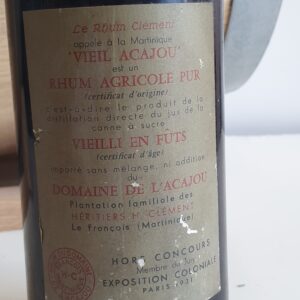 Le Rhum Clément
appelé à la Martinique
"VIEIL ACAJOU"
est un
RHUM AGRICOLE PUR
(certificat d'origine)
c'est-à-dire le produit de la
distillation directe du jus de la
canne à sucre
VIEILLI EN FÛTS
(certificat d'âge)
importé sans mélange, ni addition
du
DOMAINE DE L'ACAJOU
Plantation familiale des
HÉRITIERS H. CLÉMENT
Le François (Martinique)
HORS CONCOURS
Membre du Jury
EXPOSITION COLONIALE
PARIS 1931